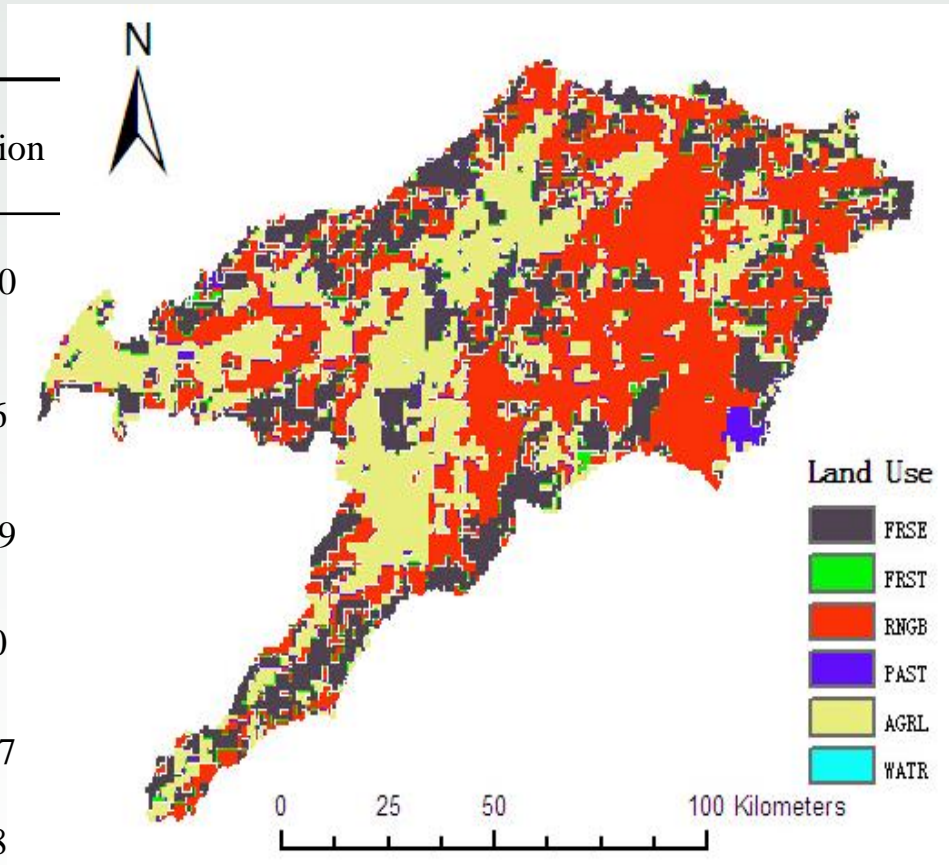 N
ion
0
6
9
0
7
8
Land Use
FRSE
FRST
RNGB
PAST
AGRL
WATR
0 25 50 100 Kilometers